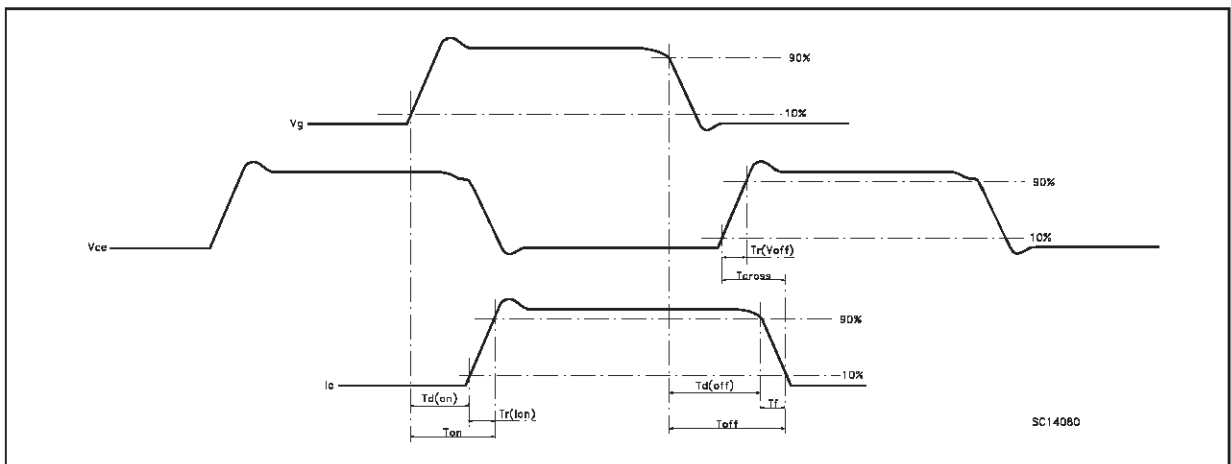 90%
10%
Vg
90%
Vce
10%
Tr(Voff)
Tcross
90%
10%
Ic
Td(on)
Td(off)
Tr(Ion)
Tf
Ton
Toff
SC14080